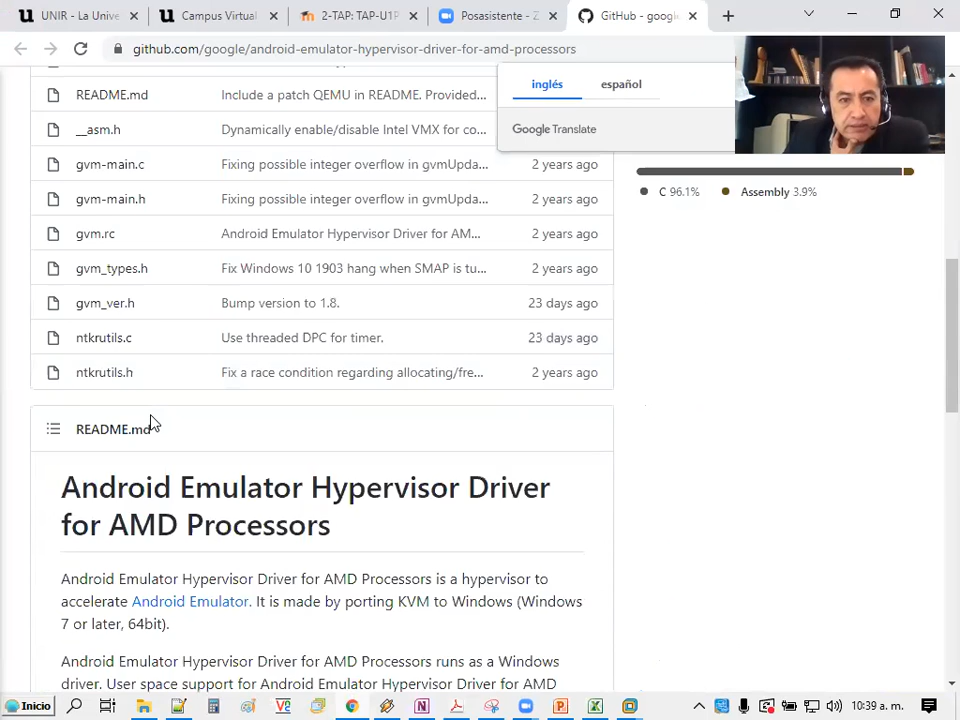 UNIR - La Unive
Campus Virtual
2-TAP: TAP-U1P
Posasistente - Z
GitHub - googl
github.com/google/android-emulator-hypervisor-driver-for-amd-processors
inglés español
Google Translate
README.md Include a patch QEMU in README. Provided...
__asm.h Dynamically enable/disable Intel VMX for co...
gvm-main.c Fixing possible integer overflow in gvmUpda... 2 years ago
gvm-main.h Fixing possible integer overflow in gvmUpda... 2 years ago
gvm.rc Android Emulator Hypervisor Driver for AM... 2 years ago
gvm_types.h Fix Windows 10 1903 hang when SMAP is tu... 2 years ago
gvm_ver.h Bump version to 1.8. 23 days ago
ntkrutils.c Use threaded DPC for timer. 23 days ago
ntkrutils.h Fix a race condition regarding allocating/fre... 2 years ago
C 96.1% Assembly 3.9%
README.md
Android Emulator Hypervisor Driver
for AMD Processors
Android Emulator Hypervisor Driver for AMD Processors is a hypervisor to
accelerate Android Emulator. It is made by porting KVM to Windows (Windows
7 or later, 64bit).
Android Emulator Hypervisor Driver for AMD Processors runs as a Windows
driver. User space support for Android Emulator Hypervisor Driver for AMD
Inicio
10:39 a. m.